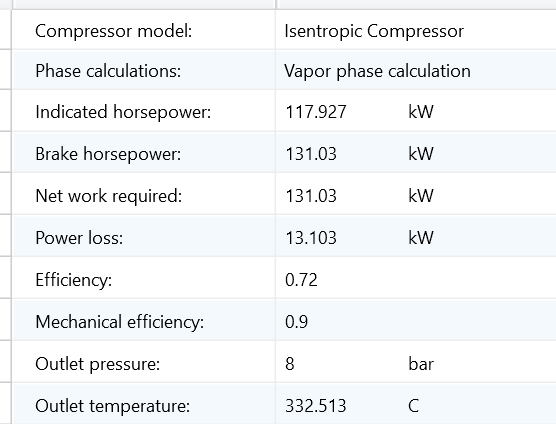 Compressor model: Isentropic Compressor
Phase calculations: Vapor phase calculation
Indicated horsepower: 117.927 kW
Brake horsepower: 131.03 kW
Net work required: 131.03 kW
Power loss: 13.103 kW
Efficiency: 0.72
Mechanical efficiency: 0.9
Outlet pressure: 8 bar
Outlet temperature: 332.513 C